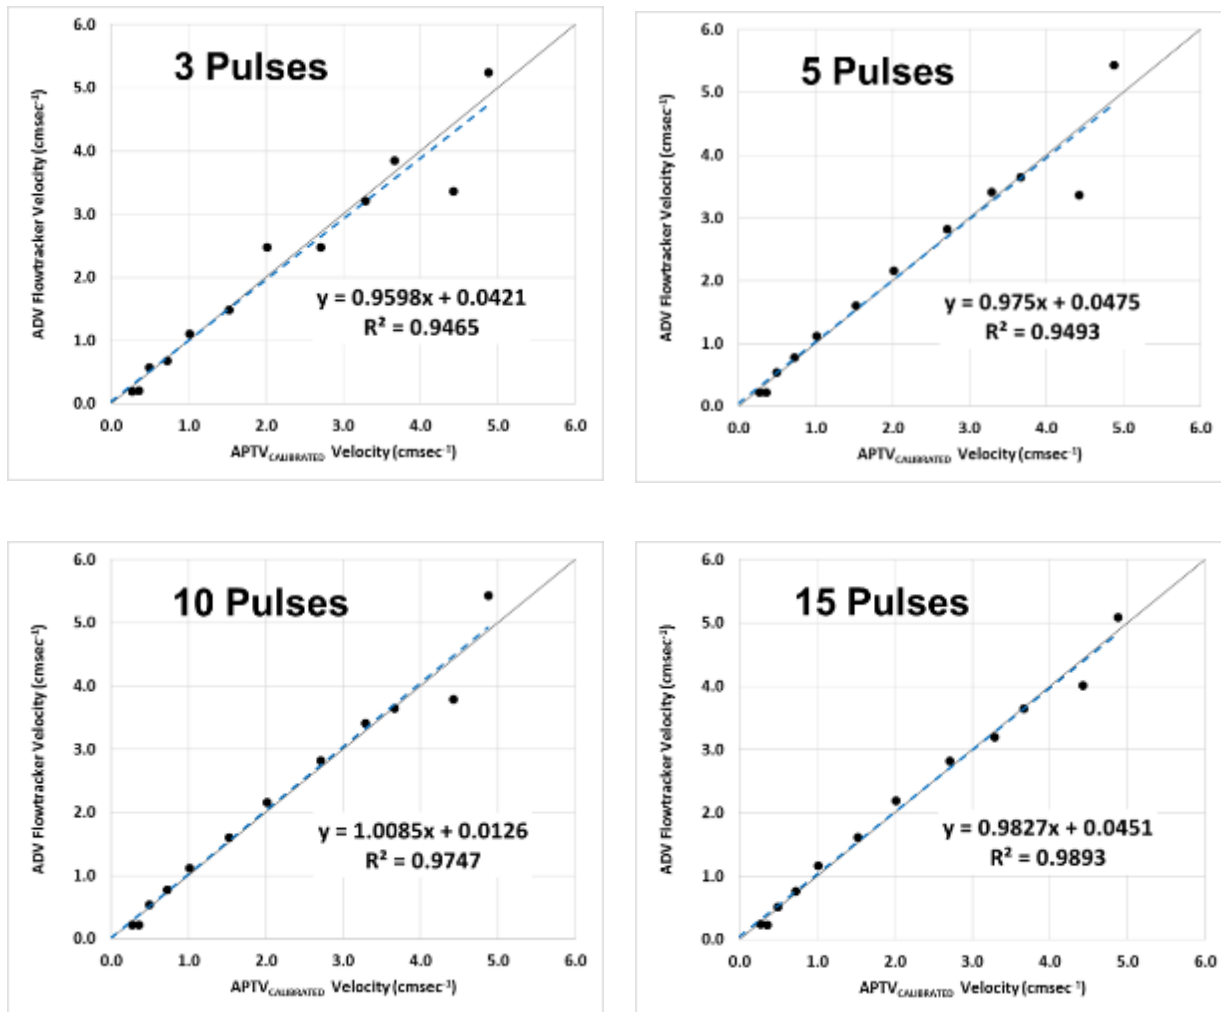 3 Pulses
6.0
5.0
4.0
3.0
2.0
1.0
0.0
ADV Flowtracker Velocity (cmsec⁻¹)
y = 0.9598x + 0.0421
R² = 0.9465
0.0 1.0 2.0 3.0 4.0 5.0 6.0
APTV_CALIBRATED Velocity (cmsec⁻¹)
5 Pulses
6.0
5.0
4.0
3.0
2.0
1.0
0.0
ADV Flowtracker Velocity (cmsec⁻¹)
y = 0.975x + 0.0475
R² = 0.9493
0.0 1.0 2.0 3.0 4.0 5.0 6.0
APTV_CALIBRATED Velocity (cmsec⁻¹)
10 Pulses
6.0
5.0
4.0
3.0
2.0
1.0
0.0
ADV Flowtracker Velocity (cmsec⁻¹)
y = 1.0085x + 0.0126
R² = 0.9747
0.0 1.0 2.0 3.0 4.0 5.0 6.0
APTV_CALIBRATED Velocity (cmsec⁻³)
15 Pulses
6.0
5.0
4.0
3.0
2.0
1.0
0.0
ADV Flowtracker Velocity (cmsec⁻¹)
y = 0.9827x + 0.0451
R² = 0.9893
0.0 1.0 2.0 3.0 4.0 5.0 6.0
APTV_CALIBRATED Velocity (cmsec⁻¹)